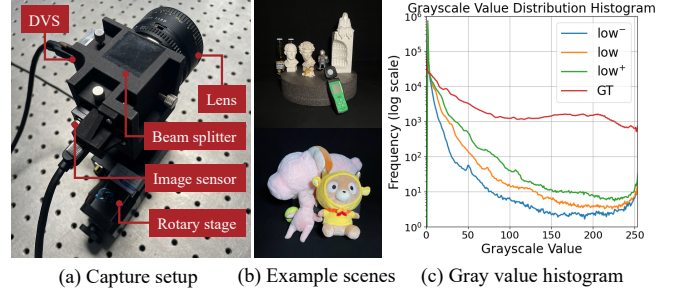 DVS
Lens
Beam splitter
Image sensor
Rotary stage
(a) Capture setup
(b) Example scenes
Grayscale Value Distribution Histogram
Frequency (log scale)
10⁶
10⁵
10⁴
10³
10²
10¹
10⁰
low⁻
low
low⁺
GT
0
50
100
150
200
250
Grayscale Value
(c) Gray value histogram